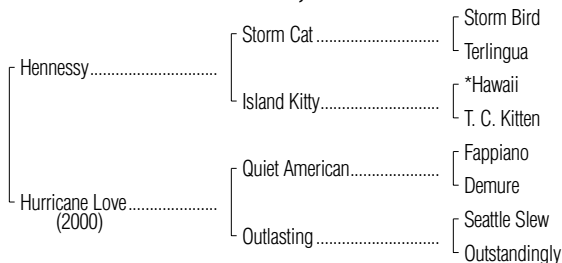 Storm Bird
Storm Cat ..............................
Terlingua
Hennessy..............................
*Hawaii
Island Kitty..............................
T. C. Kitten
Fappiano
Quiet American......................
Demure
Hurricane Love.....................
(2000)
Seattle Slew
Outlasting ..............................
Outstandingly